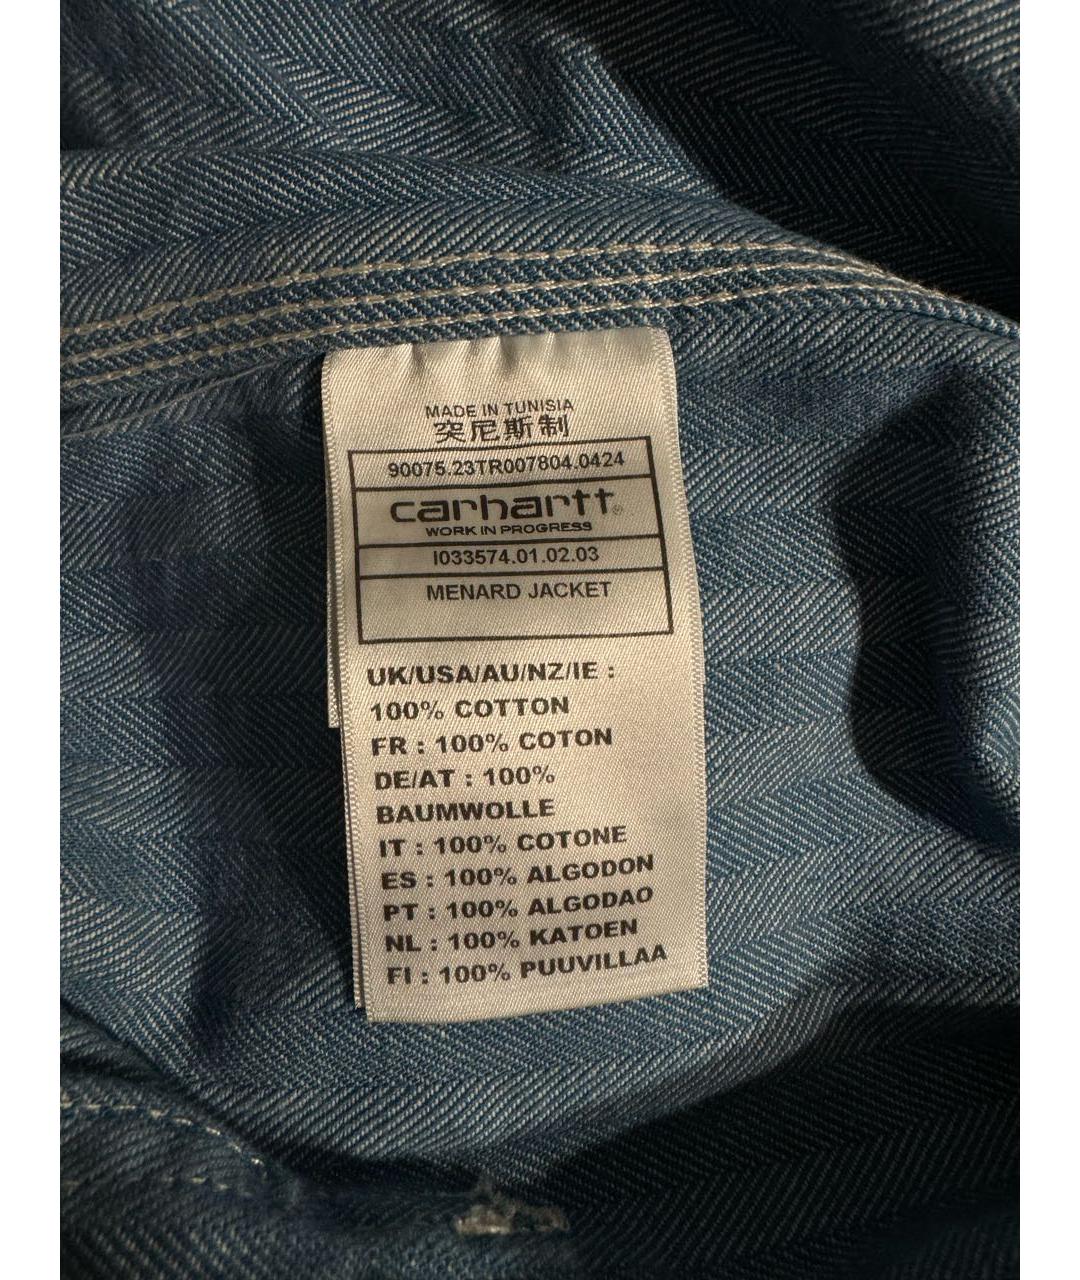 MADE IN TUNISIA
突尼斯制
90075.23TR007804.0424
carhartt®
WORK IN PROGRESS
I033574.01.02.03
MENARD JACKET
UK/USA/AU/NZ/IE :
100% COTTON
FR : 100% COTON
DE/AT : 100%
BAUMWOLLE
IT : 100% COTONE
ES : 100% ALGODON
PT : 100% ALGODAO
NL : 100% KATOEN
FI : 100% PUUVILLAA